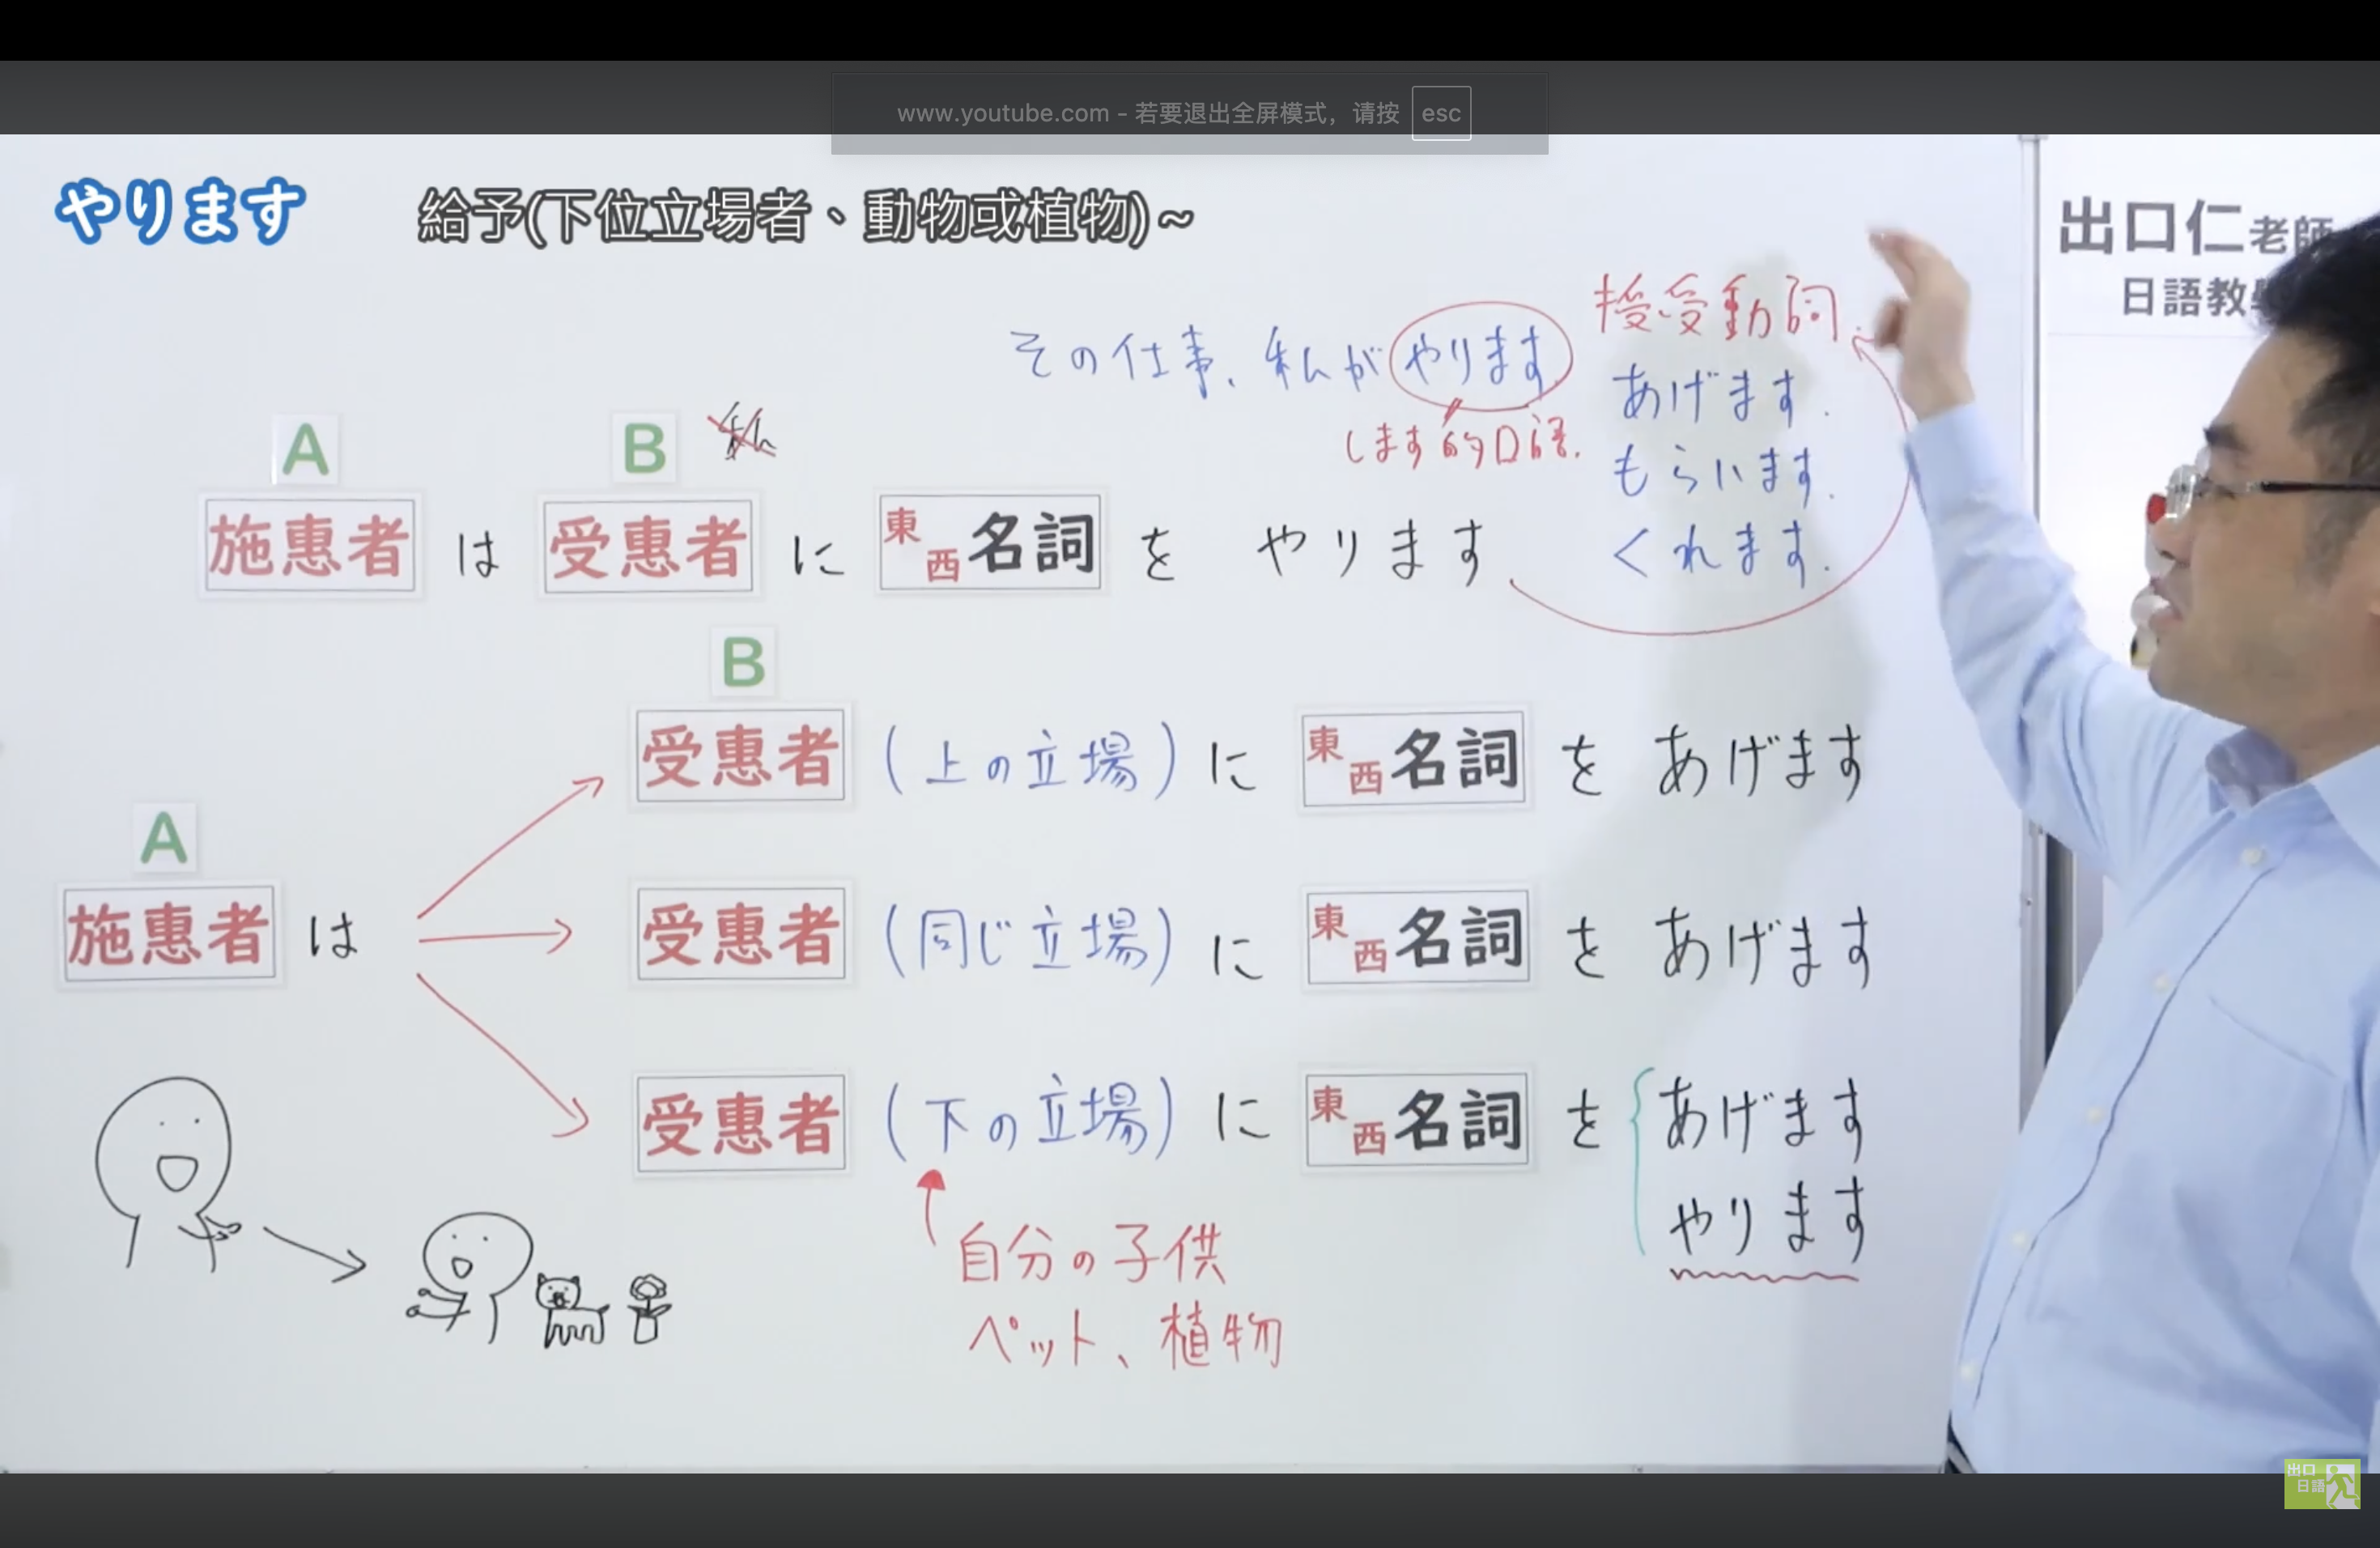 www.youtube.com - 若要退出全屏模式，请按 esc
やります 給予(下位立場者、動物或植物)～
出口仁老師
日語教
授受動詞
その仕事、私がやります
あげます.
します的口語.
もらいます.
くれます.
A B 私
施惠者 は 受惠者 に 東西名詞 を やります
B
受惠者 (上の立場) に 東西名詞 を あげます
A
施惠者 は 受惠者 (同じ立場) に 東西名詞 を あげます
受惠者 (下の立場) に 東西名詞 を あげます
やります
自分の子供
ペット、植物
出口
日語